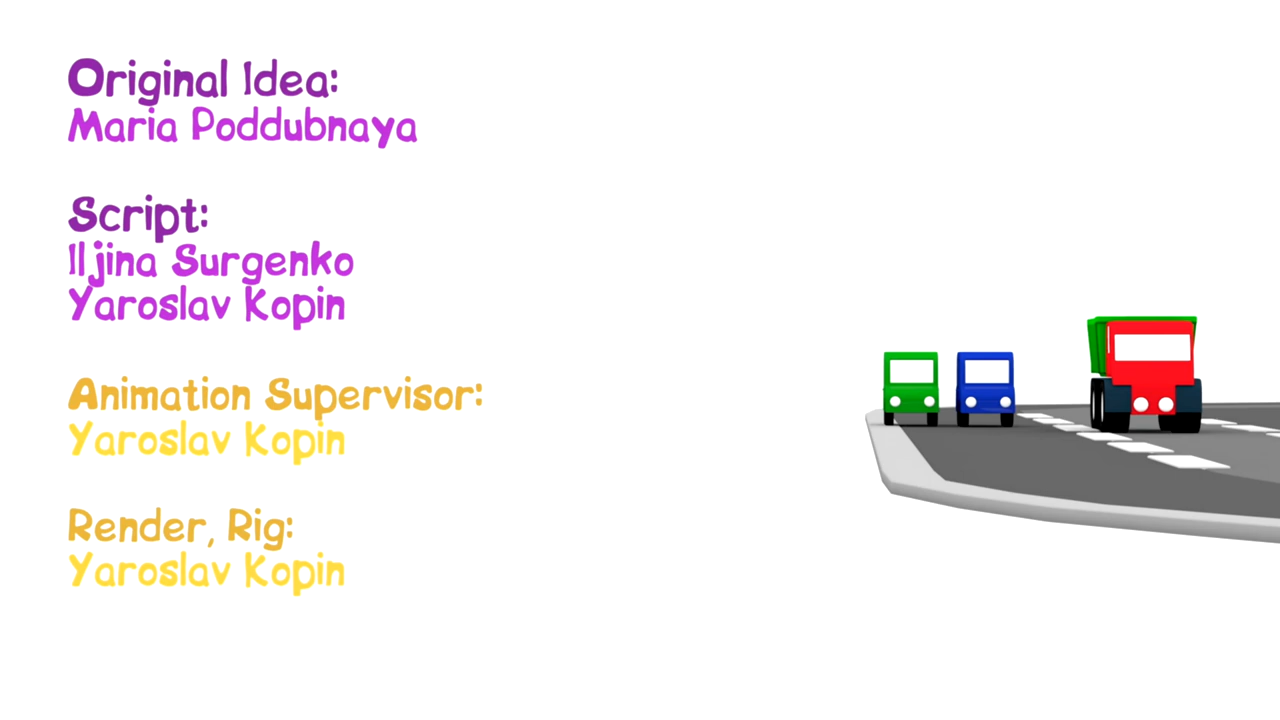 Original Idea:
Maria Poddubnaya
Script:
Iljina Surgenko
Yaroslav Kopin
Animation Supervisor:
Yaroslav Kopin
Render, Rig:
Yaroslav Kopin